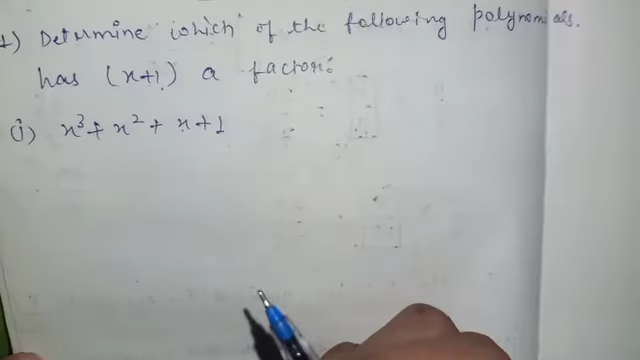 1) Determine which of the following polynomials.
has (x+1) a factor:
(i) x³ + x² + x + 1